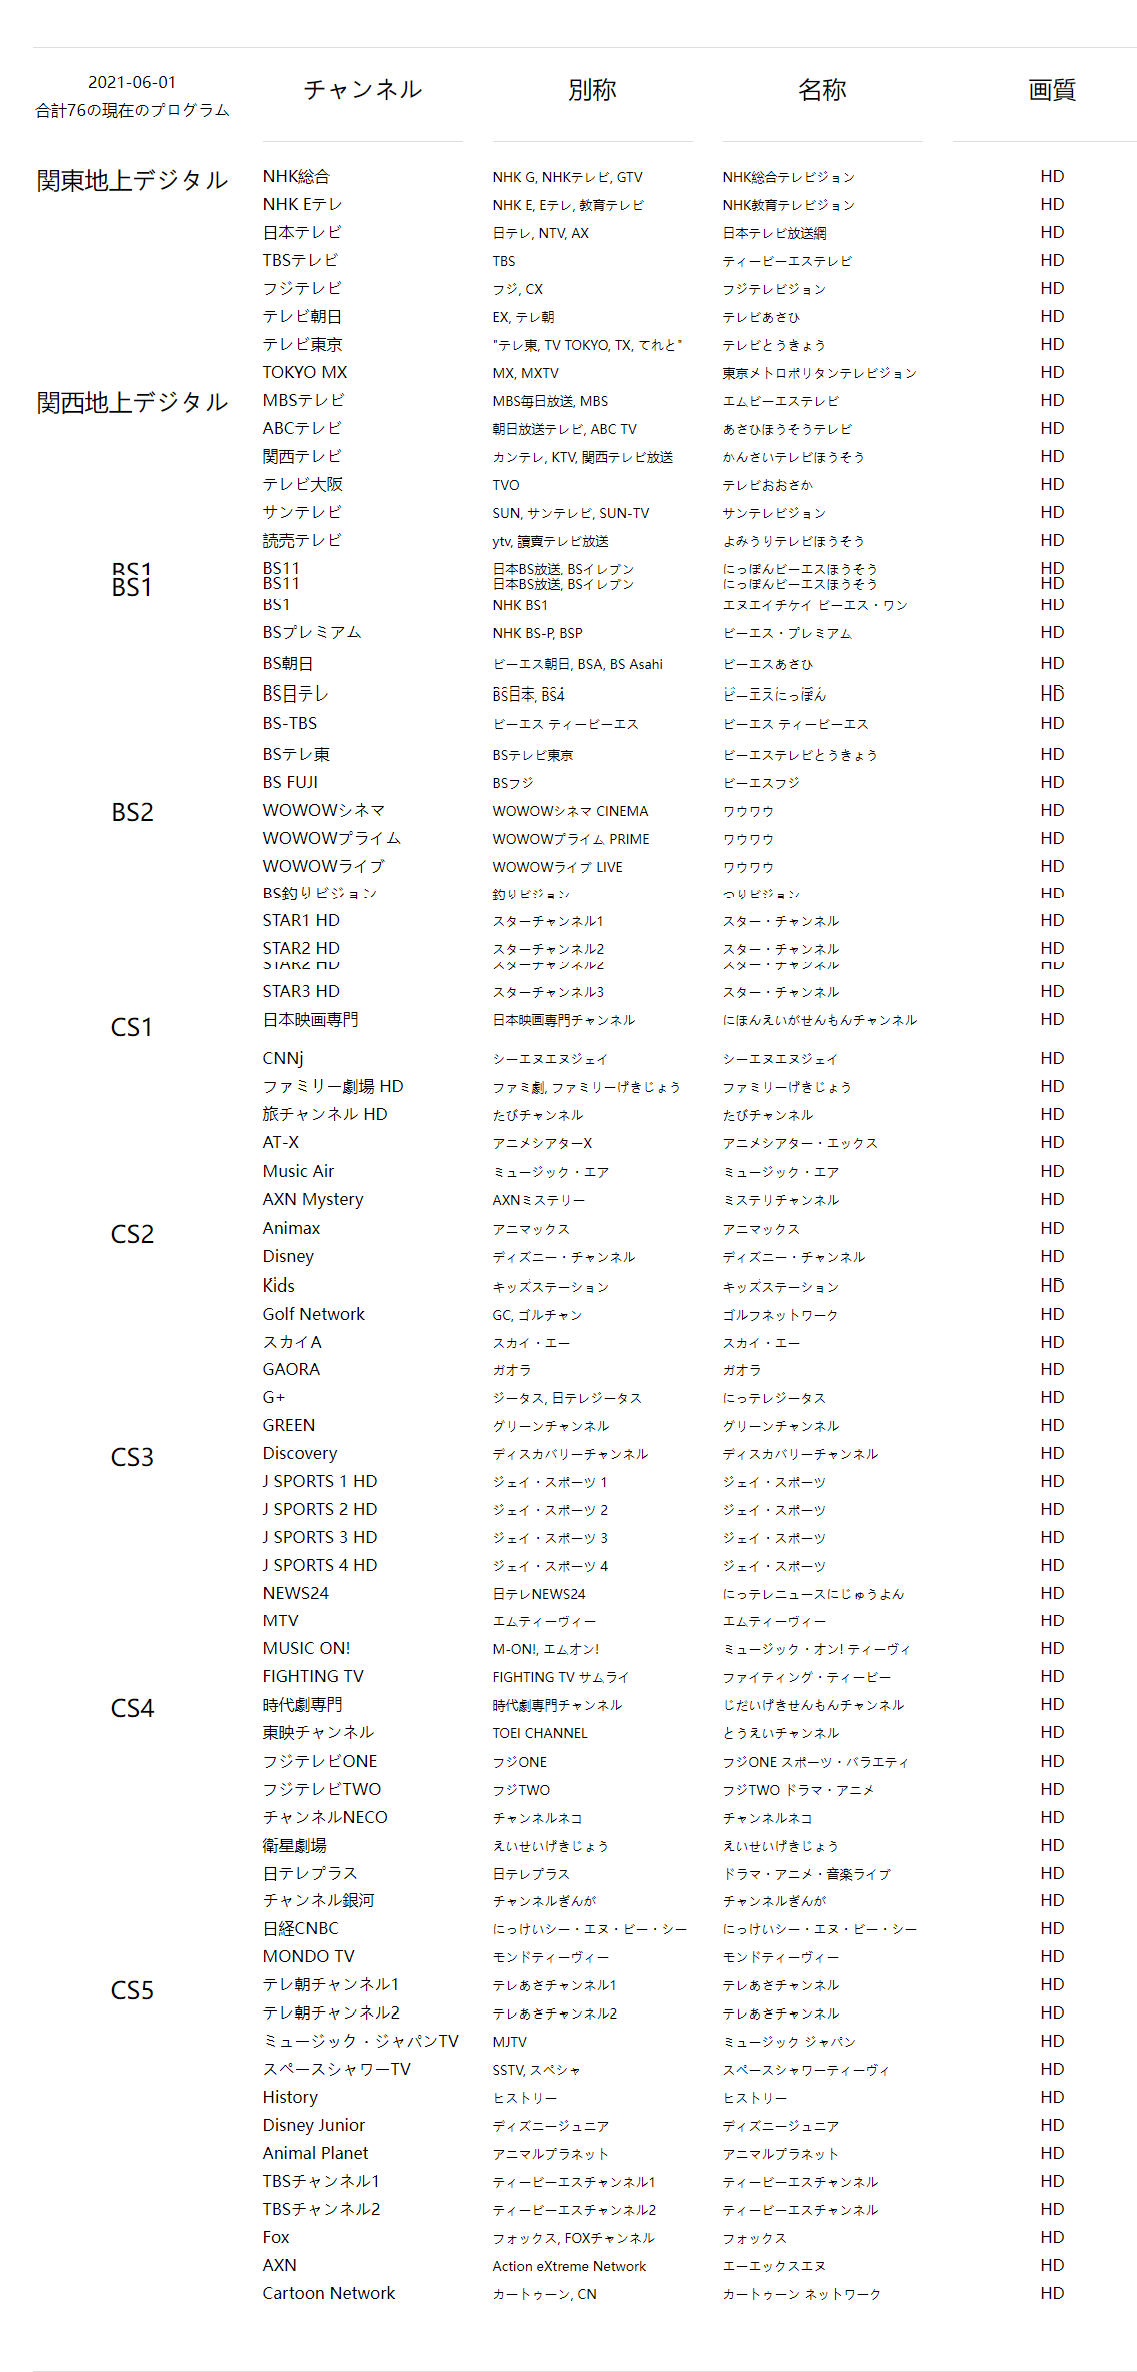 2021-06-01
合計76の現在のプログラム
チャンネル 別称 名称 画質
関東地上デジタル NHK総合 NHK G, NHKテレビ, GTV NHK総合テレビジョン HD
NHK Eテレ NHK E, Eテレ, 教育テレビ NHK教育テレビジョン HD
日本テレビ 日テレ, NTV, AX 日本テレビ放送網 HD
TBSテレビ TBS ティービーエステレビ HD
フジテレビ フジ, CX フジテレビジョン HD
テレビ朝日 EX, テレ朝 テレビあさひ HD
テレビ東京 "テレ東, TV TOKYO, TX, てれと" テレビとうきょう HD
TOKYO MX MX, MXTV 東京メトロポリタンテレビジョン HD
関西地上デジタル MBSテレビ MBS毎日放送, MBS エムビーエステレビ HD
ABCテレビ 朝日放送テレビ, ABC TV あさひほうそうテレビ HD
関西テレビ カンテレ, KTV, 関西テレビ放送 かんさいテレビほうそう HD
テレビ大阪 TVO テレビおおさか HD
サンテレビ SUN, サンテレビ, SUN-TV サンテレビジョン HD
読売テレビ ytv, 讀賣テレビ放送 よみうりテレビほうそう HD
BS1 BS11 日本BS放送, BSイレブン にっぽんビーエスほうそう HD
BS1 BS11 日本BS放送, BSイレブン にっぽんビーエスほうそう HD
BS1 NHK BS1 エヌエイチケイ ビーエス・ワン HD
BSプレミアム NHK BS-P, BSP ビーエス・プレミアム HD
BS朝日 ビーエス朝日, BSA, BS Asahi ビーエスあさひ HD
BS日テレ BS日本, BS4 ビーエスにっぽん HD
BS-TBS ビーエス ティービーエス ビーエス ティービーエス HD
BSテレ東 BSテレビ東京 ビーエステレビとうきょう HD
BS FUJI BSフジ ビーエスフジ HD
BS2 WOWOWシネマ WOWOWシネマ CINEMA ワウワウ HD
WOWOWプライム WOWOWプライム PRIME ワウワウ HD
WOWOWライブ WOWOWライブ LIVE ワウワウ HD
BS釣りビジョン 釣りビジョン つりビジョン HD
STAR1 HD スターチャンネル1 スター・チャンネル HD
STAR2 HD スターチャンネル2 スター・チャンネル HD
STAR2 HD スターチャンネル2 スター・チャンネル HD
STAR3 HD スターチャンネル3 スター・チャンネル HD
CS1 日本映画専門 日本映画専門チャンネル にほんえいがせんもんチャンネル HD
CNNj シーエヌエヌジェイ シーエヌエヌジェイ HD
ファミリー劇場 HD ファミ劇, ファミリーげきじょう ファミリーげきじょう HD
旅チャンネル HD たびチャンネル たびチャンネル HD
AT-X アニメシアターX アニメシアター・エックス HD
Music Air ミュージック・エア ミュージック・エア HD
AXN Mystery AXNミステリー ミステリチャンネル HD
CS2 Animax アニマックス アニマックス HD
Disney ディズニー・チャンネル ディズニー・チャンネル HD
Kids キッズステーション キッズステーション HD
Golf Network GC, ゴルチャン ゴルフネットワーク HD
スカイA スカイ・エー スカイ・エー HD
GAORA ガオラ ガオラ HD
G+ ジータス, 日テレジータス にってレジータス HD
GREEN グリーンチャンネル グリーンチャンネル HD
CS3 Discovery ディスカバリーチャンネル ディスカバリーチャンネル HD
J SPORTS 1 HD ジェイ・スポーツ 1 ジェイ・スポーツ HD
J SPORTS 2 HD ジェイ・スポーツ 2 ジェイ・スポーツ HD
J SPORTS 3 HD ジェイ・スポーツ 3 ジェイ・スポーツ HD
J SPORTS 4 HD ジェイ・スポーツ 4 ジェイ・スポーツ HD
NEWS24 日テレNEWS24 にってレニュースにじゅうよん HD
MTV エムティーヴィー エムティーヴィー HD
MUSIC ON! M-ON!, エムオン! ミュージック・オン! ティーヴィ HD
FIGHTING TV FIGHTING TV サムライ ファイティング・ティービー HD
CS4 時代劇専門 時代劇専門チャンネル じだいげきせんもんチャンネル HD
東映チャンネル TOEI CHANNEL とうえいチャンネル HD
フジテレビONE フジONE フジONE スポーツ・バラエティ HD
フジテレビTWO フジTWO フジTWO ドラマ・アニメ HD
チャンネルNECO チャンネルネコ チャンネルネコ HD
衛星劇場 えいせいげきじょう えいせいげきじょう HD
日テレプラス 日テレプラス ドラマ・アニメ・音楽ライブ HD
チャンネル銀河 チャンネルぎんが チャンネルぎんが HD
日経CNBC にっけいシー・エヌ・ビー・シー にっけいシー・エヌ・ビー・シー HD
MONDO TV モンドティーヴィー モンドティーヴィー HD
CS5 テレ朝チャンネル1 テレあさチャンネル1 テレあさチャンネル HD
テレ朝チャンネル2 テレあさチャンネル2 テレあさチャンネル HD
ミュージック・ジャパンTV MJTV ミュージック ジャパン HD
スペースシャワーTV SSTV, スペシャ スペースシャワーティーヴィ HD
History ヒストリー ヒストリー HD
Disney Junior ディズニージュニア ディズニージュニア HD
Animal Planet アニマルプラネット アニマルプラネット HD
TBSチャンネル1 ティービーエスチャンネル1 ティービーエスチャンネル HD
TBSチャンネル2 ティービーエスチャンネル2 ティービーエスチャンネル HD
Fox フォックス, FOXチャンネル フォックス HD
AXN Action eXtreme Network エーエックスエヌ HD
Cartoon Network カートゥーン, CN カートゥーン ネットワーク HD